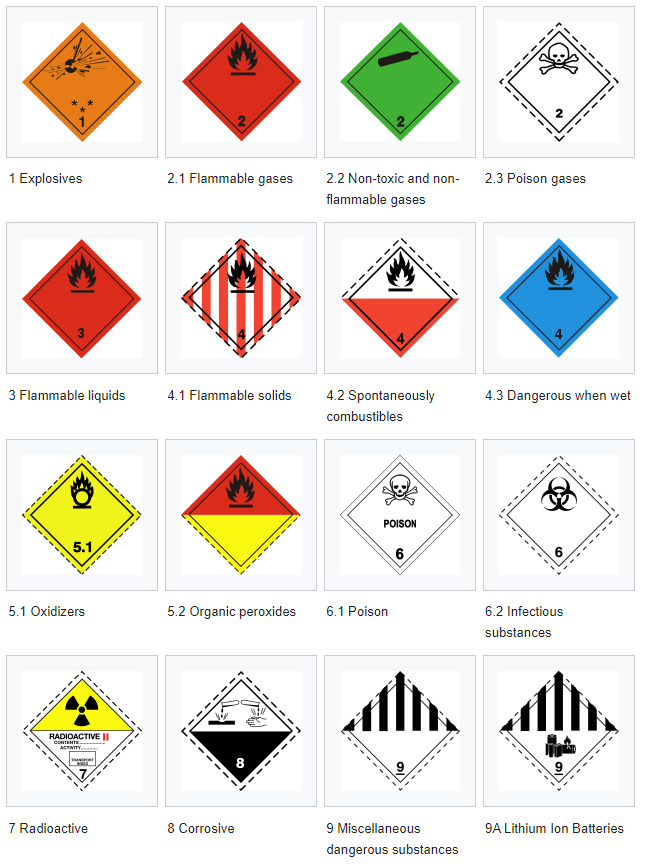 * * *
1
2
2
2
1 Explosives
2.1 Flammable gases
2.2 Non-toxic and non-
flammable gases
2.3 Poison gases
3
4
4
4
3 Flammable liquids
4.1 Flammable solids
4.2 Spontaneously
combustibles
4.3 Dangerous when wet
5.1
POISON
6
6
5.1 Oxidizers
5.2 Organic peroxides
6.1 Poison
6.2 Infectious
substances
RADIOACTIVE II
CONTENTS
ACTIVITY
TRANSPORT
INDEX
7
8
9
9
7 Radioactive
8 Corrosive
9 Miscellaneous
dangerous substances
9A Lithium Ion Batteries